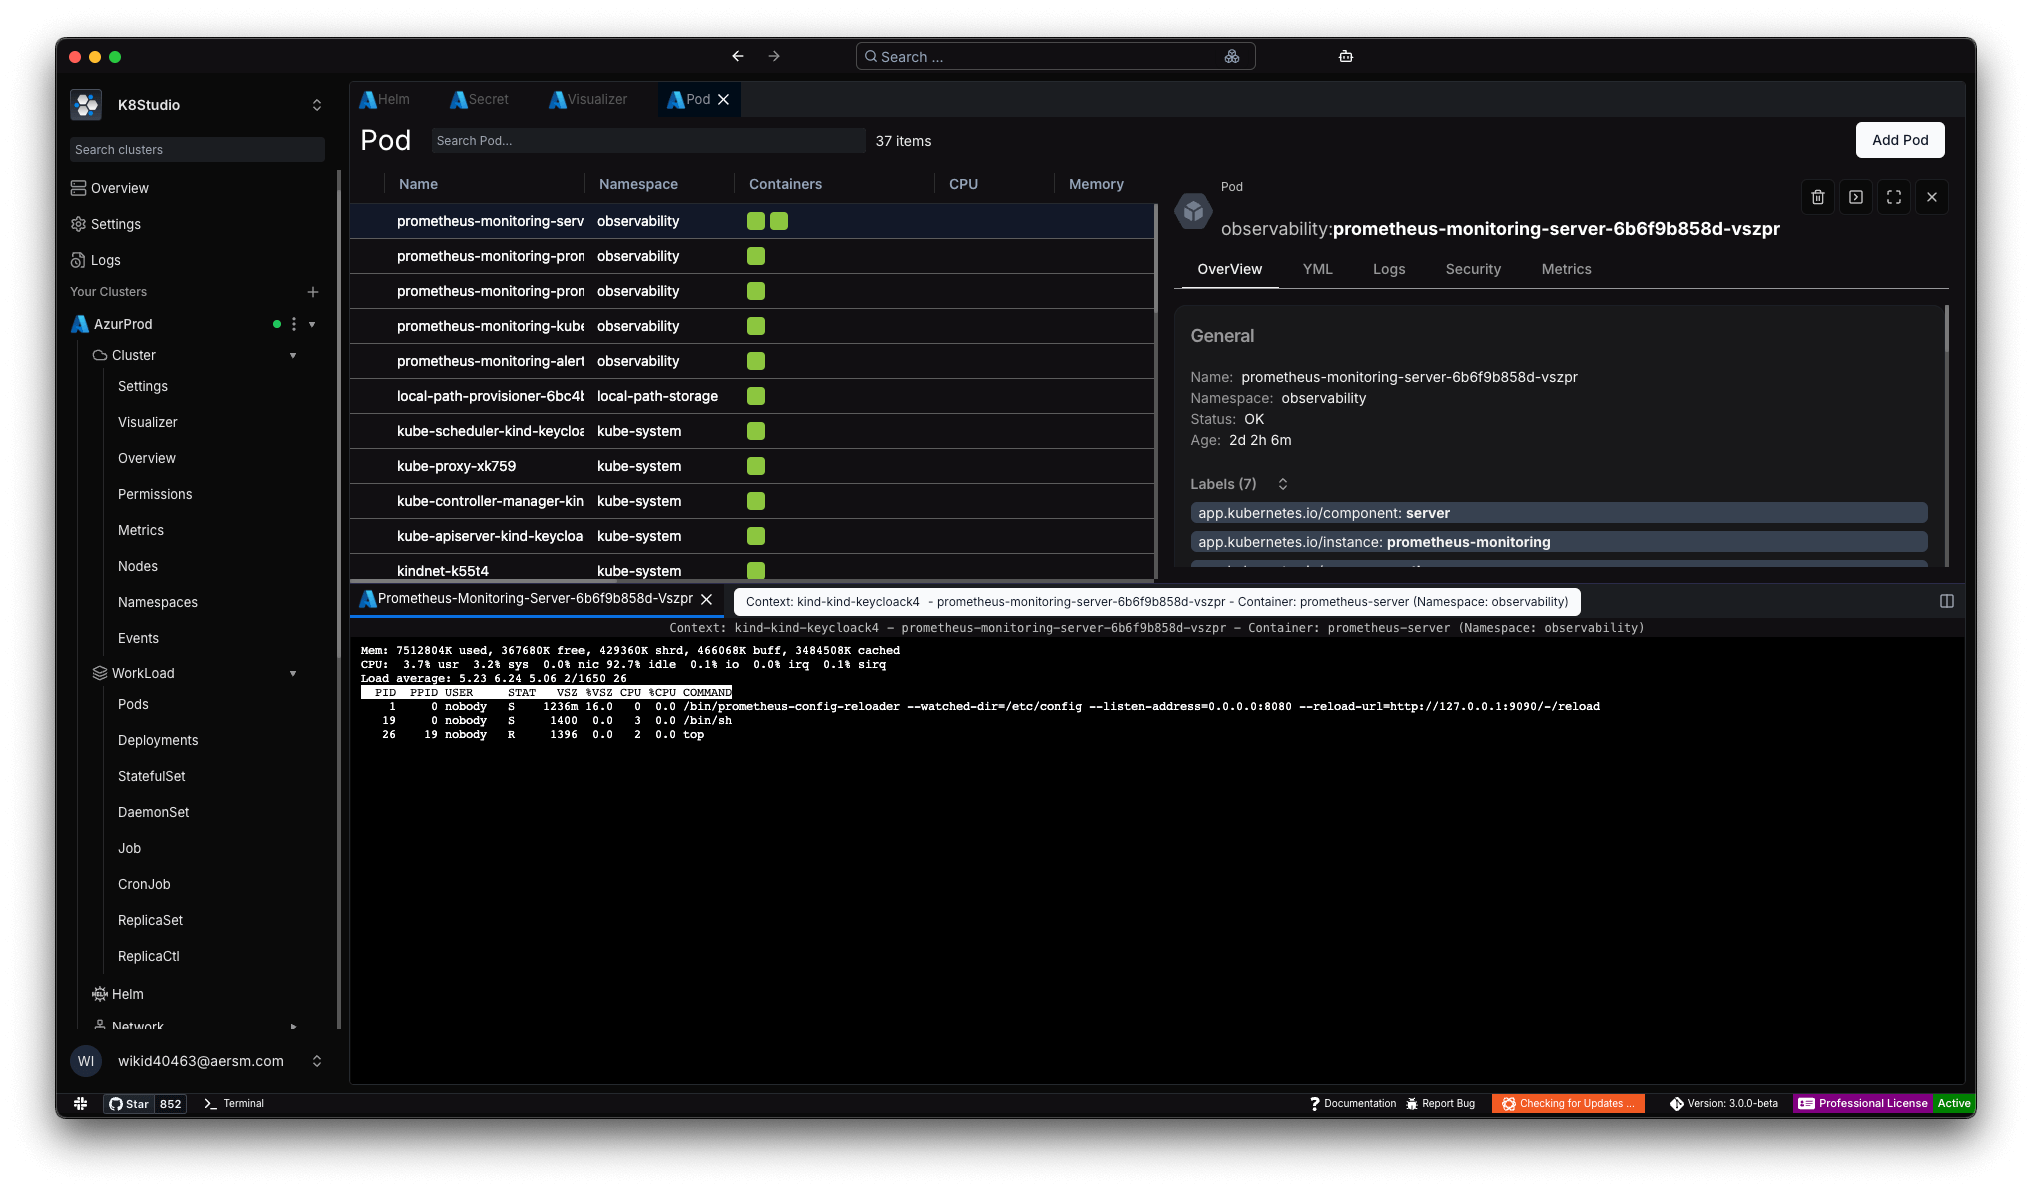 Search ...
K8Studio
Search clusters
Overview
Settings
Logs
Your Clusters
AzurProd
Cluster
Settings
Visualizer
Overview
Permissions
Metrics
Nodes
Namespaces
Events
WorkLoad
Pods
Deployments
StatefulSet
DaemonSet
Job
CronJob
ReplicaSet
ReplicaCtl
Helm
Network
WI wikid40463@aersm.com
Helm Secret Visualizer Pod
Pod Search Pod... 37 items Add Pod
Name Namespace Containers CPU Memory
prometheus-monitoring-serv observability
prometheus-monitoring-pron observability
prometheus-monitoring-pron observability
prometheus-monitoring-kube observability
prometheus-monitoring-alert observability
local-path-provisioner-6bc4b local-path-storage
kube-scheduler-kind-keycloa kube-system
kube-proxy-xk759 kube-system
kube-controller-manager-kin kube-system
kube-apiserver-kind-keycloa kube-system
kindnet-k55t4 kube-system
Pod
observability:prometheus-monitoring-server-6b6f9b858d-vszpr
OverView YML Logs Security Metrics
General
Name: prometheus-monitoring-server-6b6f9b858d-vszpr
Namespace: observability
Status: OK
Age: 2d 2h 6m
Labels (7)
app.kubernetes.io/component: server
app.kubernetes.io/instance: prometheus-monitoring
Prometheus-Monitoring-Server-6b6f9b858d-Vszpr
Context: kind-kind-keycloack4 - prometheus-monitoring-server-6b6f9b858d-vszpr - Container: prometheus-server (Namespace: observability)
Context: kind-kind-keycloack4 - prometheus-monitoring-server-6b6f9b858d-vszpr - Container: prometheus-server (Namespace: observability)
Mem: 7512804K used, 367680K free, 429360K shrd, 466068K buff, 3484508K cached
CPU: 3.7% usr 3.2% sys 0.0% nic 92.7% idle 0.1% io 0.0% irq 0.1% sirq
Load average: 5.23 6.24 5.06 2/1650 26
PID PPID USER STAT VSZ %VSZ CPU %CPU COMMAND
1 0 nobody S 1236m 16.0 0 0.0 /bin/prometheus-config-reloader --watched-dir=/etc/config --listen-address=0.0.0.0:8080 --reload-url=http://127.0.0.1:9090/-/reload
19 0 nobody S 1400 0.0 3 0.0 /bin/sh
26 19 nobody R 1396 0.0 2 0.0 top
Star 852 Terminal
Documentation Report Bug Checking for Updates ... Version: 3.0.0-beta Professional License Active